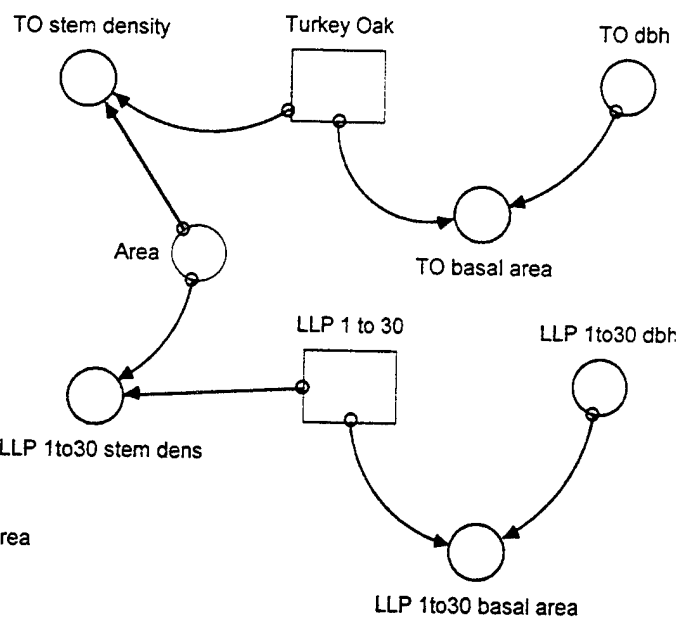 TO stem density
Turkey Oak
TO dbh
Area
TO basal area
LLP 1 to 30
LLP 1to30 dbh
LLP 1to30 stem dens
rea
LLP 1to30 basal area